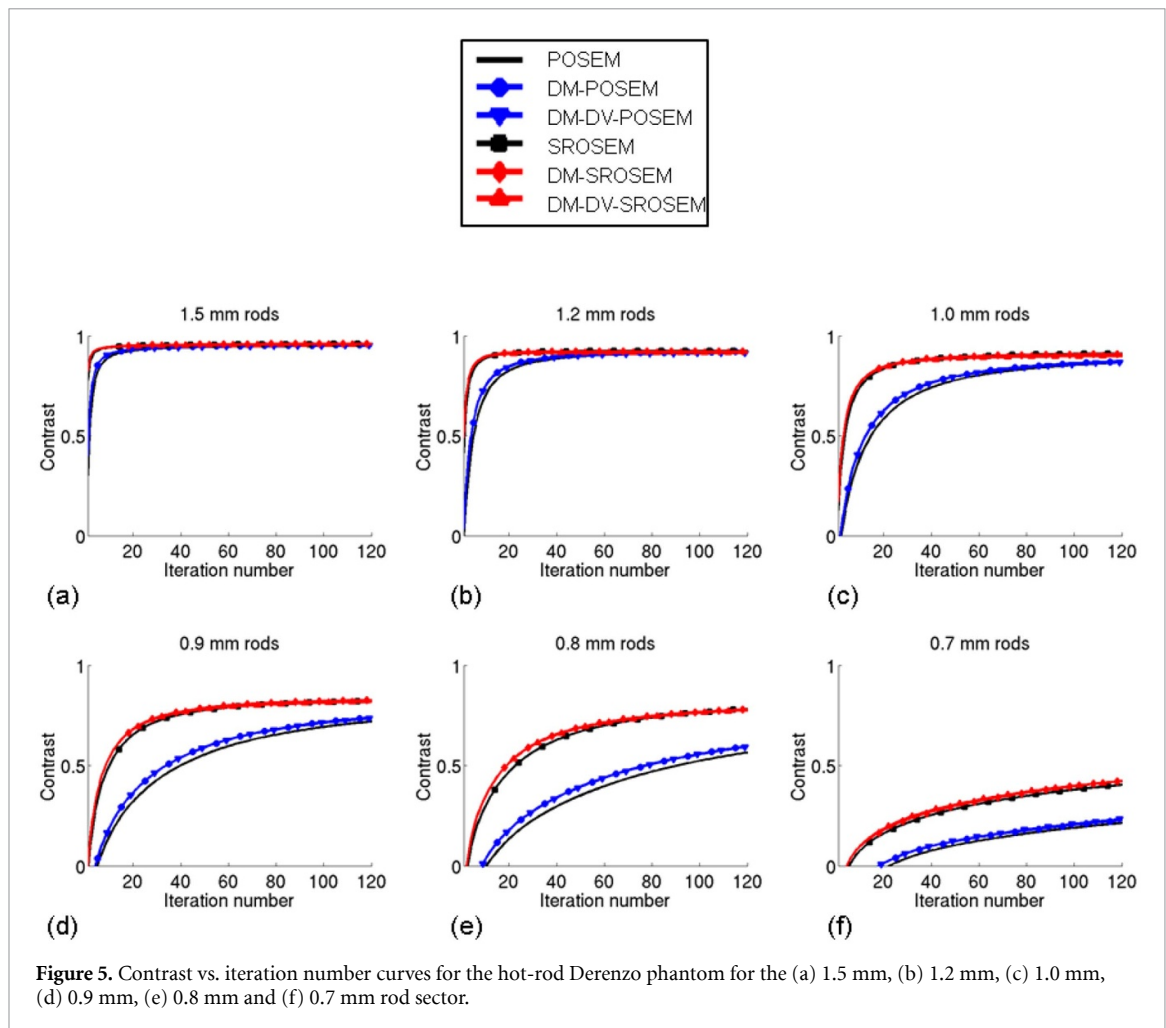 POSEM
DM-POSEM
DM-DV-POSEM
SROSEM
DM-SROSEM
DM-DV-SROSEM
1.5 mm rods
1
0.5
0
Contrast
20 40 60 80 100 120
Iteration number
(a)
1.2 mm rods
1
0.5
0
Contrast
20 40 60 80 100 120
Iteration number
(b)
1.0 mm rods
1
0.5
0
Contrast
20 40 60 80 100 120
Iteration number
(c)
0.9 mm rods
1
0.5
0
Contrast
20 40 60 80 100 120
Iteration number
(d)
0.8 mm rods
1
0.5
0
Contrast
20 40 60 80 100 120
Iteration number
(e)
0.7 mm rods
1
0.5
0
Contrast
20 40 60 80 100 120
Iteration number
(f)
Figure 5. Contrast vs. iteration number curves for the hot-rod Derenzo phantom for the (a) 1.5 mm, (b) 1.2 mm, (c) 1.0 mm,
(d) 0.9 mm, (e) 0.8 mm and (f) 0.7 mm rod sector.